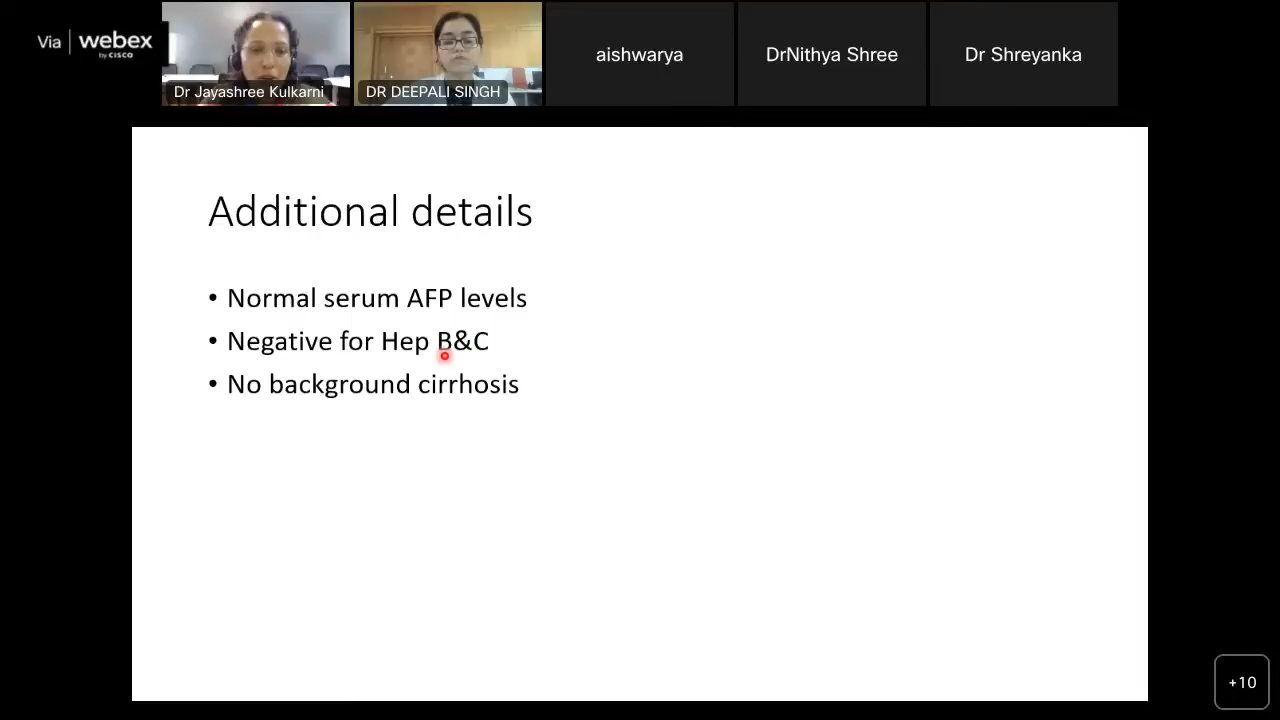 Via webex
by CISCO
Dr Jayashree Kulkarni
DR DEEPALI SINGH
aishwarya
DrNithya Shree
Dr Shreyanka
Additional details
• Normal serum AFP levels
• Negative for Hep B&C
• No background cirrhosis
+10